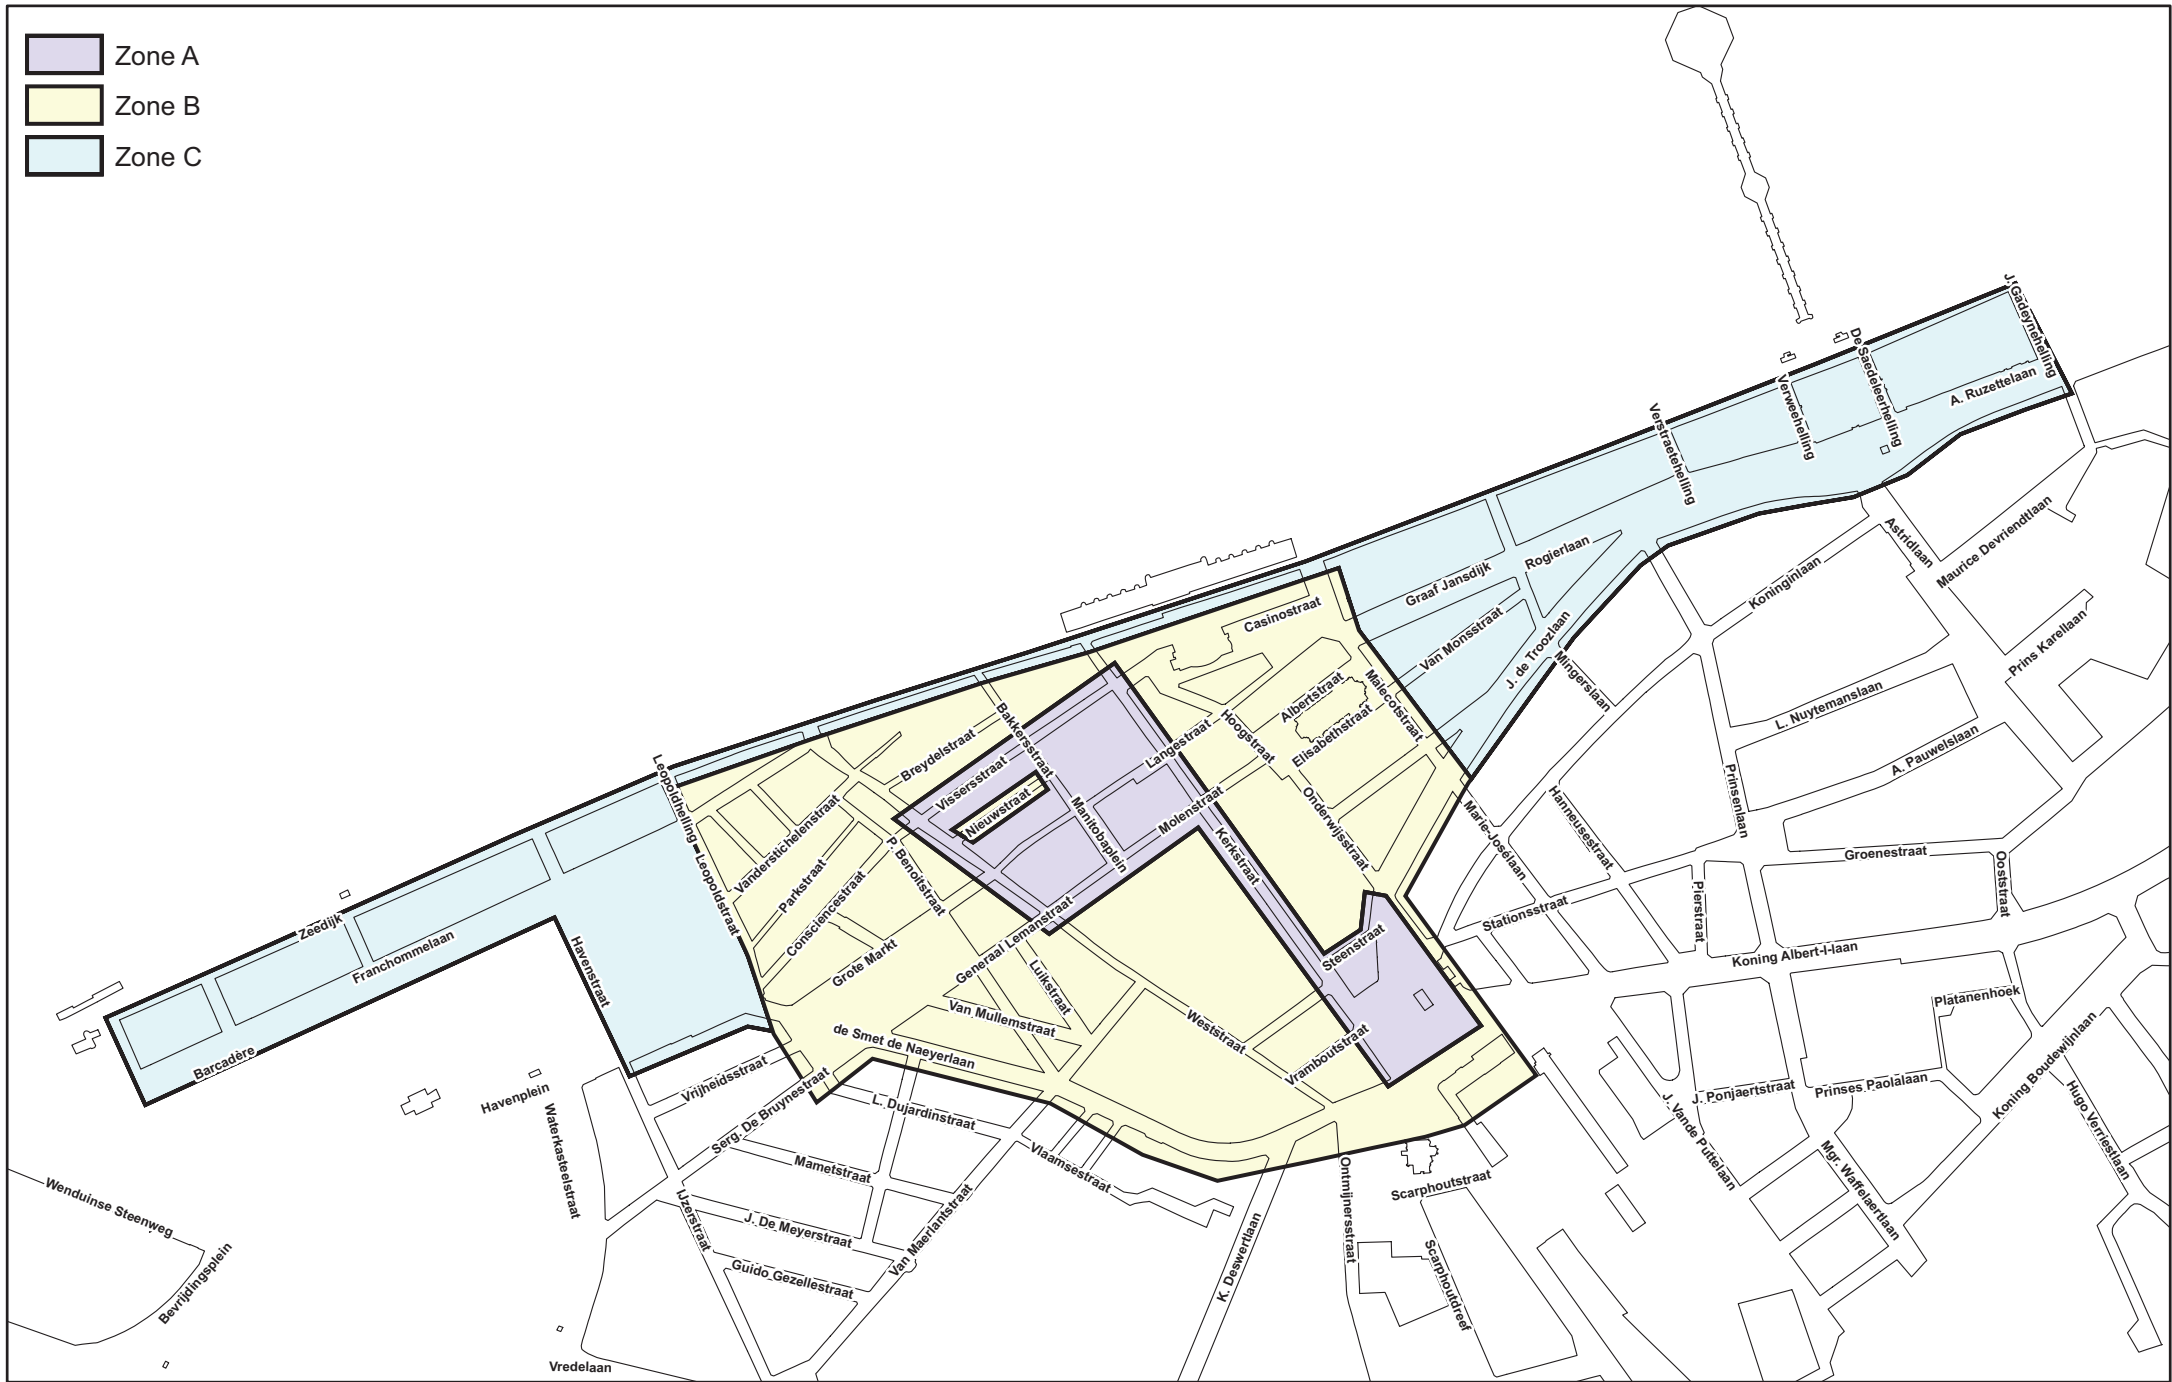 Zone A
Zone B
Zone C
J. Gadeynehelling
De Saedeleerhelling
A. Ruzettelaan
Verweehelling
Verstraetehelling
Astridlaan
Maurice Devriendtlaan
Koninginlaan
Rogierlaan
Graaf Jansdijk
Casinostraat
Van Monsstraat
J. de Troozlaan
Mingerslaan
Prins Karellaan
Malecotstraat
Albertstraat
Elisabethstraat
Hoogstraat
Langestraat
L. Nuytemanslaan
A. Pauwelslaan
Bakkersstraat
Breydelstraat
Vissersstraat
Nieuwstraat
Manitobaplein
Molenstraat
Kerkstraat
Onderwijsstraat
Marie-Josélaan
Hanneusestraat
Prinsenlaan
Groenestraat
Ooststraat
Pierstraat
Stationsstraat
Koning Albert-I-laan
Leopoldhelling
Leopoldstraat
Vanderstichelenstraat
Parkstraat
Consciencestraat
P. Benoitstraat
Grote Markt
Generaal Lemanstraat
Luikstraat
Steenstraat
Zeedijk
Franchommelaan
Havenstraat
Barcadère
Van Mullemstraat
de Smet de Naeyerlaan
Weststraat
Vramboutstraat
Platanenhoek
Koning Boudewijnlaan
Prinses Paolalaan
J. Ponjaertstraat
J. Vande Puttelaan
Hugo Verriestlaan
Mgr. Waffelaertlaan
Vrijheidsstraat
Serg. De Bruynestraat
Havenplein
Waterkasteelstraat
L. Dujardinstraat
Mametstraat
Vlaamsestraat
J. De Meyerstraat
IJzerstraat
Van Maerlantstraat
Guido Gezellestraat
K. Deswertlaan
Ontmijnersstraat
Scarphoutstraat
Scarphoutdreef
Wenduinse Steenweg
Bevrijdingsplein
Vredelaan